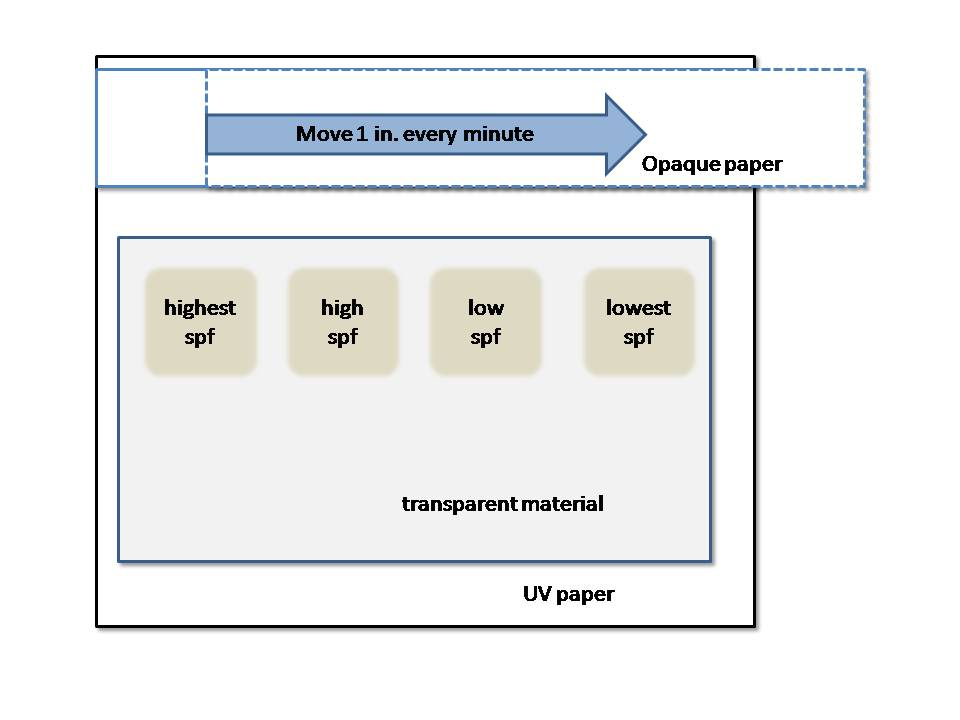 Move 1 in. every minute
Opaque paper
highest
spf
high
spf
low
spf
lowest
spf
transparent material
UV paper